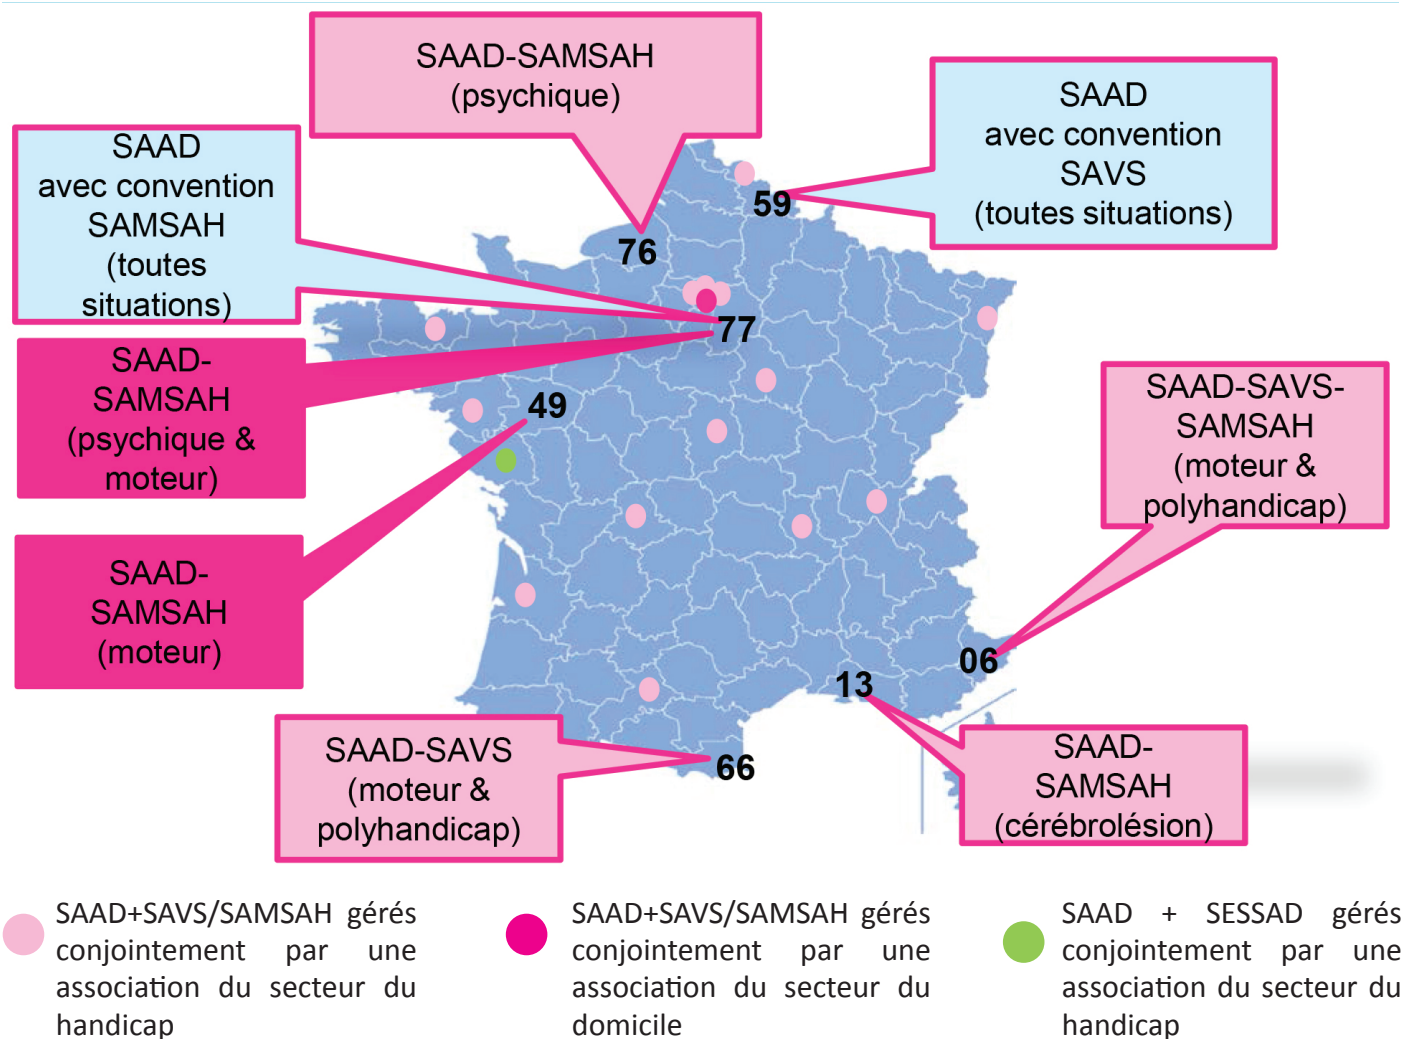 SAAD-SAMSAH
(psychique)
SAAD
avec convention
SAVS
(toutes situations)
SAAD
avec convention
SAMSAH
(toutes
situations)
59
76
77
SAAD-
SAMSAH
(psychique &
moteur)
49
SAAD-SAVS-
SAMSAH
(moteur &
polyhandicap)
SAAD-
SAMSAH
(moteur)
06
13
SAAD-SAVS
(moteur &
polyhandicap)
66
SAAD-
SAMSAH
(cérébrolésion)
SAAD+SAVS/SAMSAH gérés
conjointement par une
association du secteur du
handicap
SAAD+SAVS/SAMSAH gérés
conjointement par une
association du secteur du
domicile
SAAD + SESSAD gérés
conjointement par une
association du secteur du
handicap